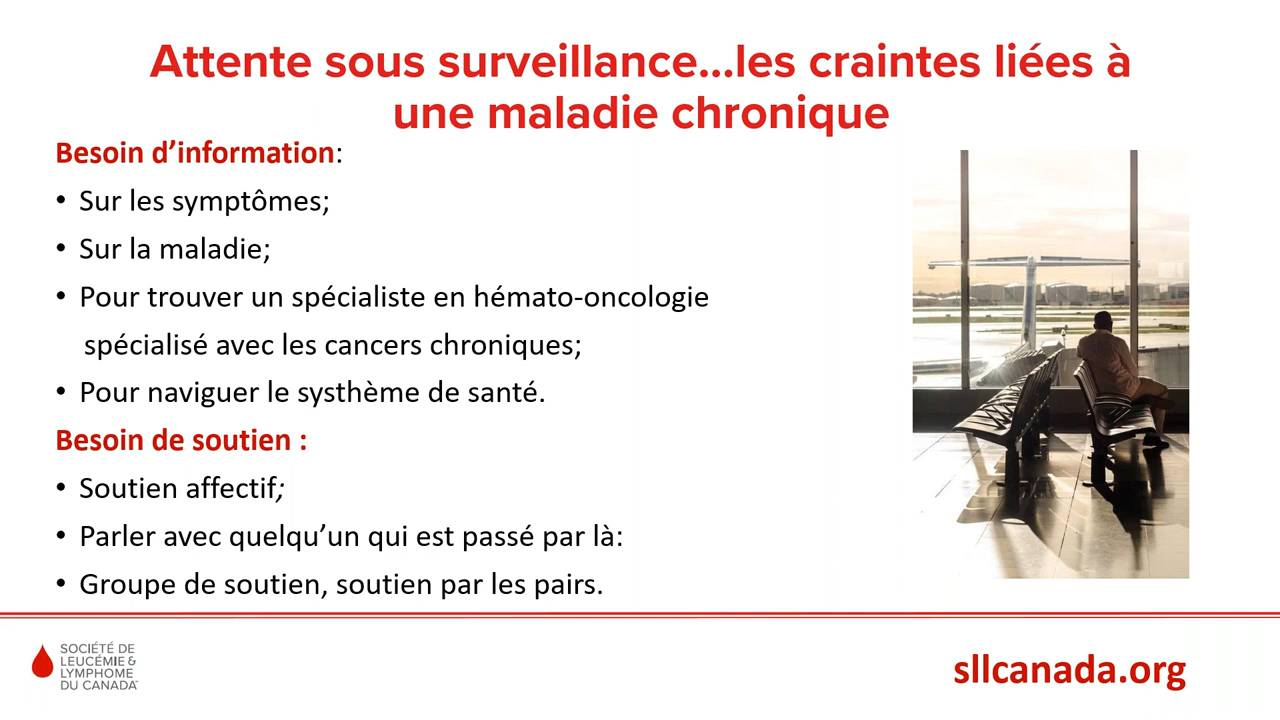 Attente sous surveillance...les craintes liées à
une maladie chronique
Besoin d’information:
• Sur les symptômes;
• Sur la maladie;
• Pour trouver un spécialiste en hémato-oncologie
spécialisé avec les cancers chroniques;
• Pour naviguer le systhème de santé.
Besoin de soutien :
• Soutien affectif;
• Parler avec quelqu’un qui est passé par là:
• Groupe de soutien, soutien par les pairs.
SOCIÉTÉ DE
LEUCÉMIE &
LYMPHOME
DU CANADA
sllcanada.org